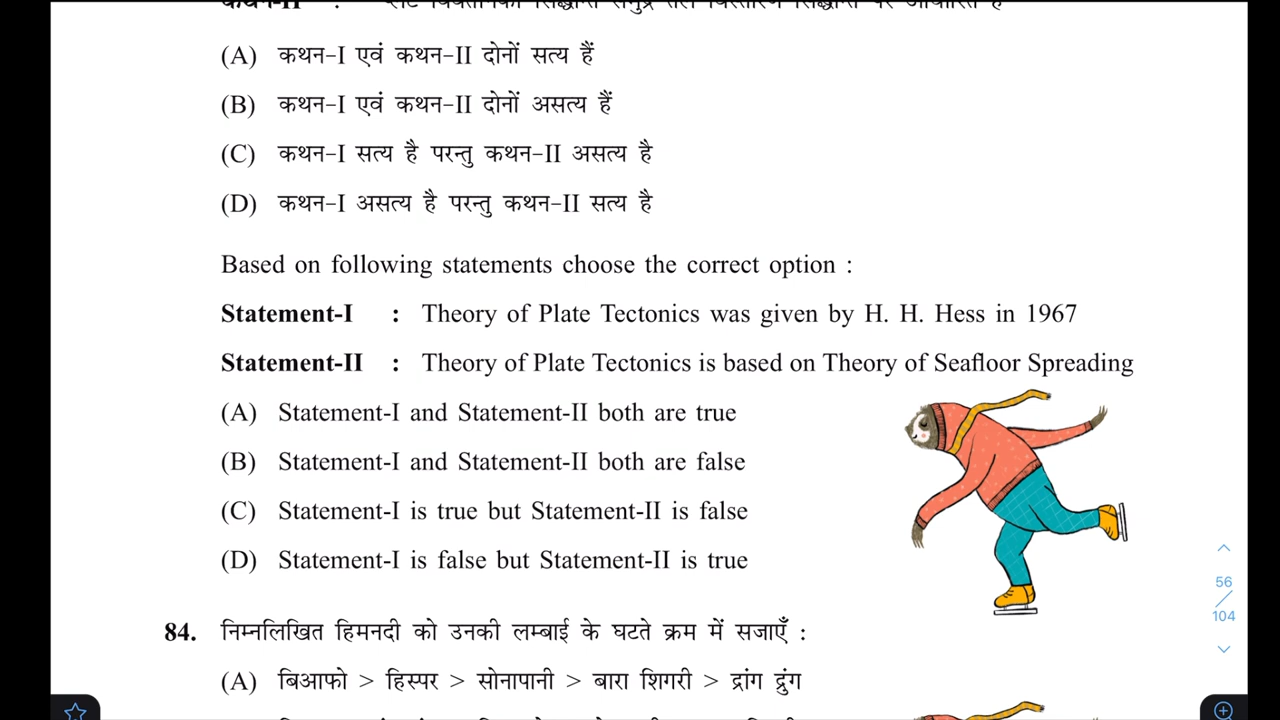 (A) कथन-I एवं कथन-II दोनों सत्य हैं
(B) कथन-I एवं कथन-II दोनों असत्य हैं
(C) कथन-I सत्य है परन्तु कथन-II असत्य है
(D) कथन-I असत्य है परन्तु कथन-II सत्य है
Based on following statements choose the correct option :
Statement-I : Theory of Plate Tectonics was given by H. H. Hess in 1967
Statement-II : Theory of Plate Tectonics is based on Theory of Seafloor Spreading
(A) Statement-I and Statement-II both are true
(B) Statement-I and Statement-II both are false
(C) Statement-I is true but Statement-II is false
(D) Statement-I is false but Statement-II is true
56
104
84. निम्नलिखित हिमनदी को उनकी लम्बाई के घटते क्रम में सजाएँ :
(A) बिआफो > हिस्पर > सोनापानी > बारा शिगरी > द्रांग द्रुंग